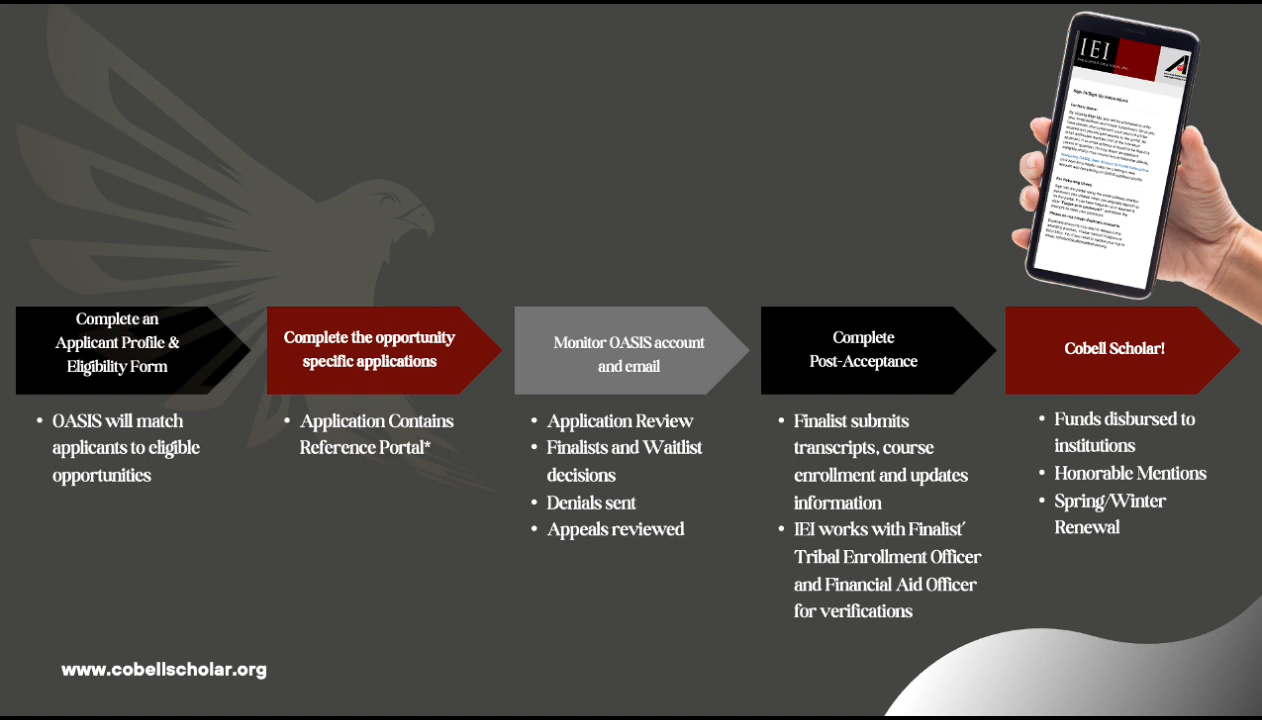 IEI
Complete an
Applicant Profile &
Eligibility Form
Complete the opportunity
specific applications
Monitor OASIS account
and email
Complete
Post-Acceptance
Cobell Scholar!
• OASIS will match
applicants to eligible
opportunities
• Application Contains
Reference Portal*
• Application Review
• Finalists and Waitlist
decisions
• Denials sent
• Appeals reviewed
• Finalist submits
transcripts, course
enrollment and updates
information
• IEI works with Finalist'
Tribal Enrollment Officer
and Financial Aid Officer
for verifications
• Funds disbursed to
institutions
• Honorable Mentions
• Spring/Winter
Renewal
www.cobellscholar.org